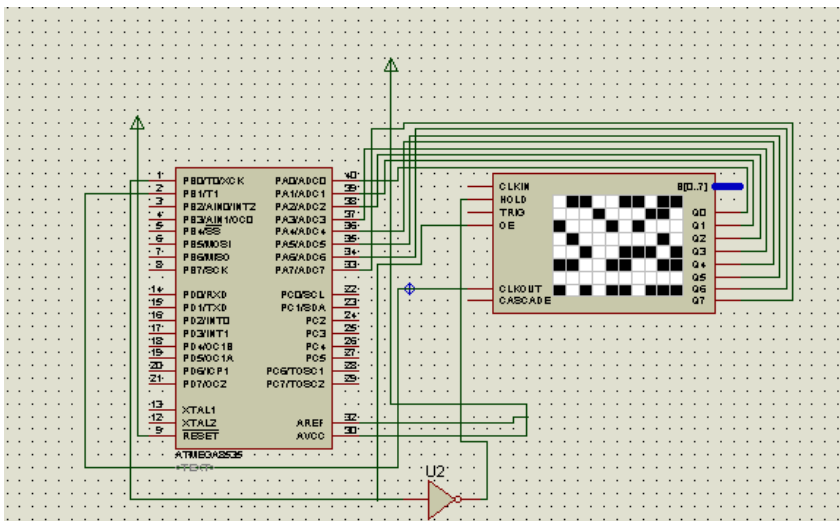 1 PB0/T0/XCK PA0/ADC0 40
2 PB1/T1 PA1/ADC1 39
3 PB2/AIN0/INT2 PA2/ADC2 38
4 PB3/AIN1/OC0 PA3/ADC3 37
5 PB4/SS PA4/ADC4 36
6 PB5/MOSI PA5/ADC5 35
7 PB6/MISO PA6/ADC6 34
8 PB7/SCK PA7/ADC7 33
14 PD0/RXD PC0/SCL 22
15 PD1/TXD PC1/SDA 23
16 PD2/INT0 PC2 24
17 PD3/INT1 PC3 25
18 PD4/OC1B PC4 26
19 PD5/OC1A PC5 27
20 PD6/ICP1 PC6/TOSC1 28
21 PD7/OC2 PC7/TOSC2 29
13 XTAL1
12 XTAL2 AREF 32
9 RESET AVCC 30
ATMEGA8535
<TEXT>
CLKIN B[0..7]
HOLD
TRIG Q0
OE Q1
Q2
Q3
Q4
Q5
CLKOUT Q6
CASCADE Q7
U2